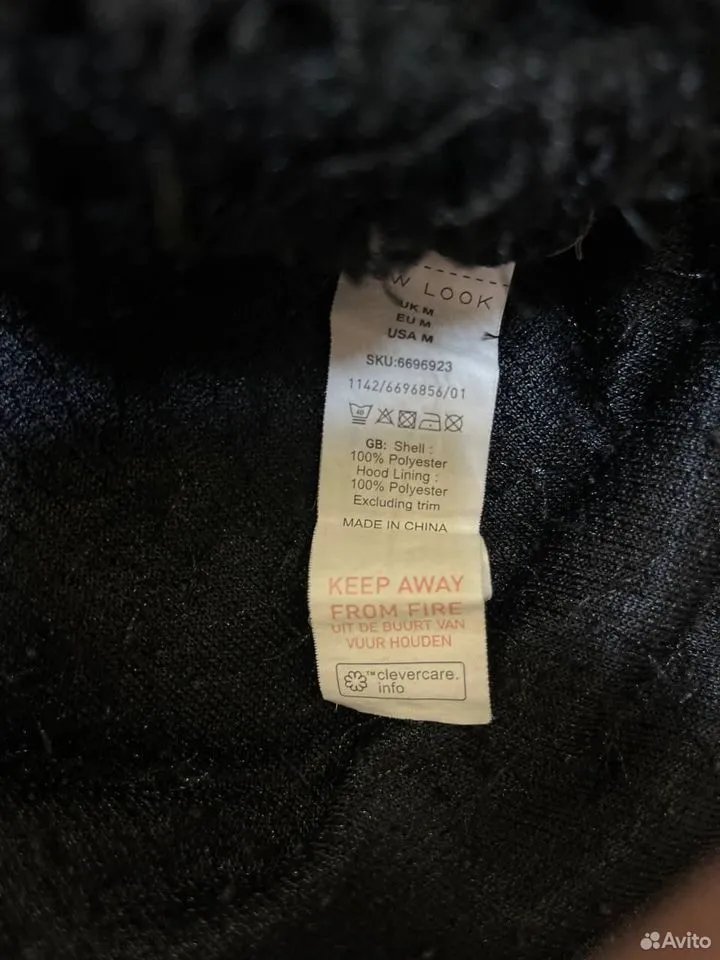 W LOOK
UK M
EU M
USA M
SKU:6696923
1142/6696856/01
40
GB: Shell :
100% Polyester
Hood Lining :
100% Polyester
Excluding trim
MADE IN CHINA
KEEP AWAY
FROM FIRE
UIT DE BUURT VAN
VUUR HOUDEN
™clevercare.
info
Avito